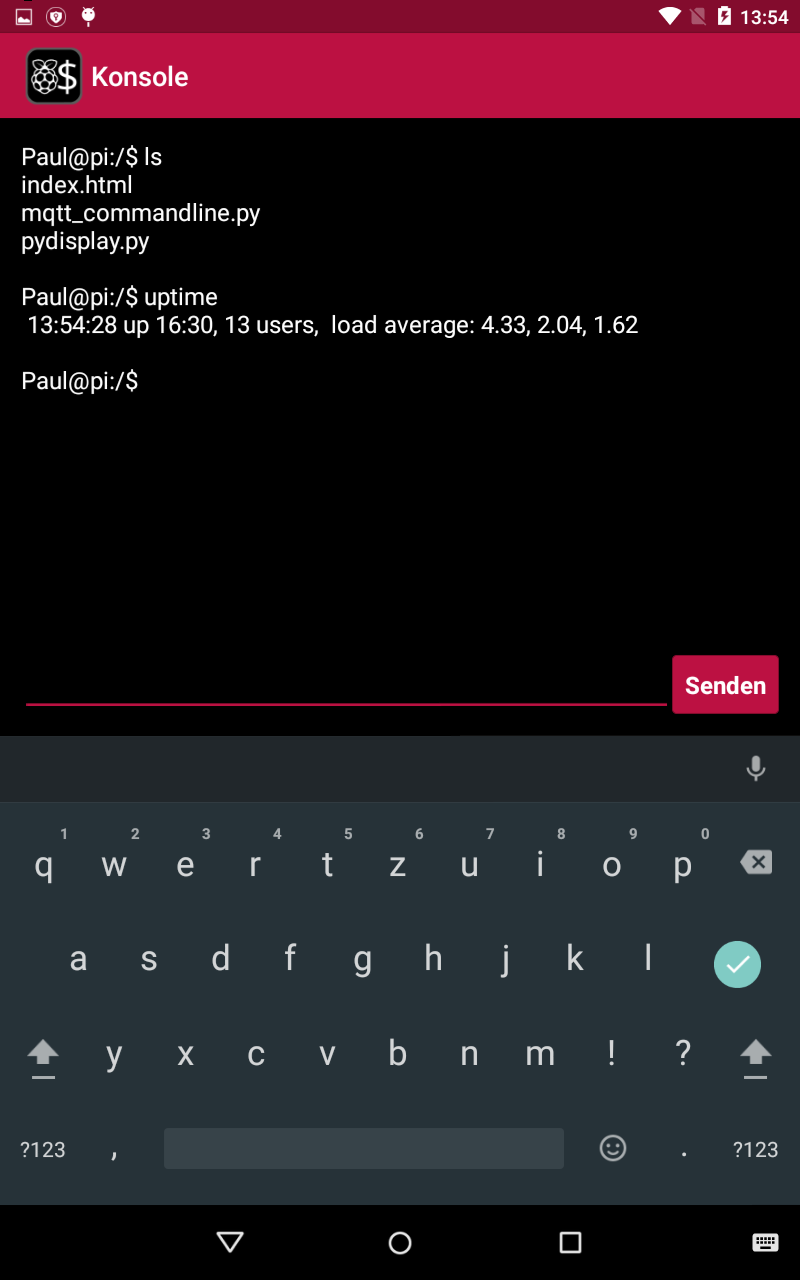 13:54
$ Konsole
Paul@pi:/$ ls
index.html
mqtt_commandline.py
pydisplay.py
Paul@pi:/$ uptime
13:54:28 up 16:30, 13 users,  load average: 4.33, 2.04, 1.62
Paul@pi:/$
Senden
1 2 3 4 5 6 7 8 9 0
q w e r t z u i o p
a s d f g h j k l
y x c v b n m ! ?
?123 , . ?123